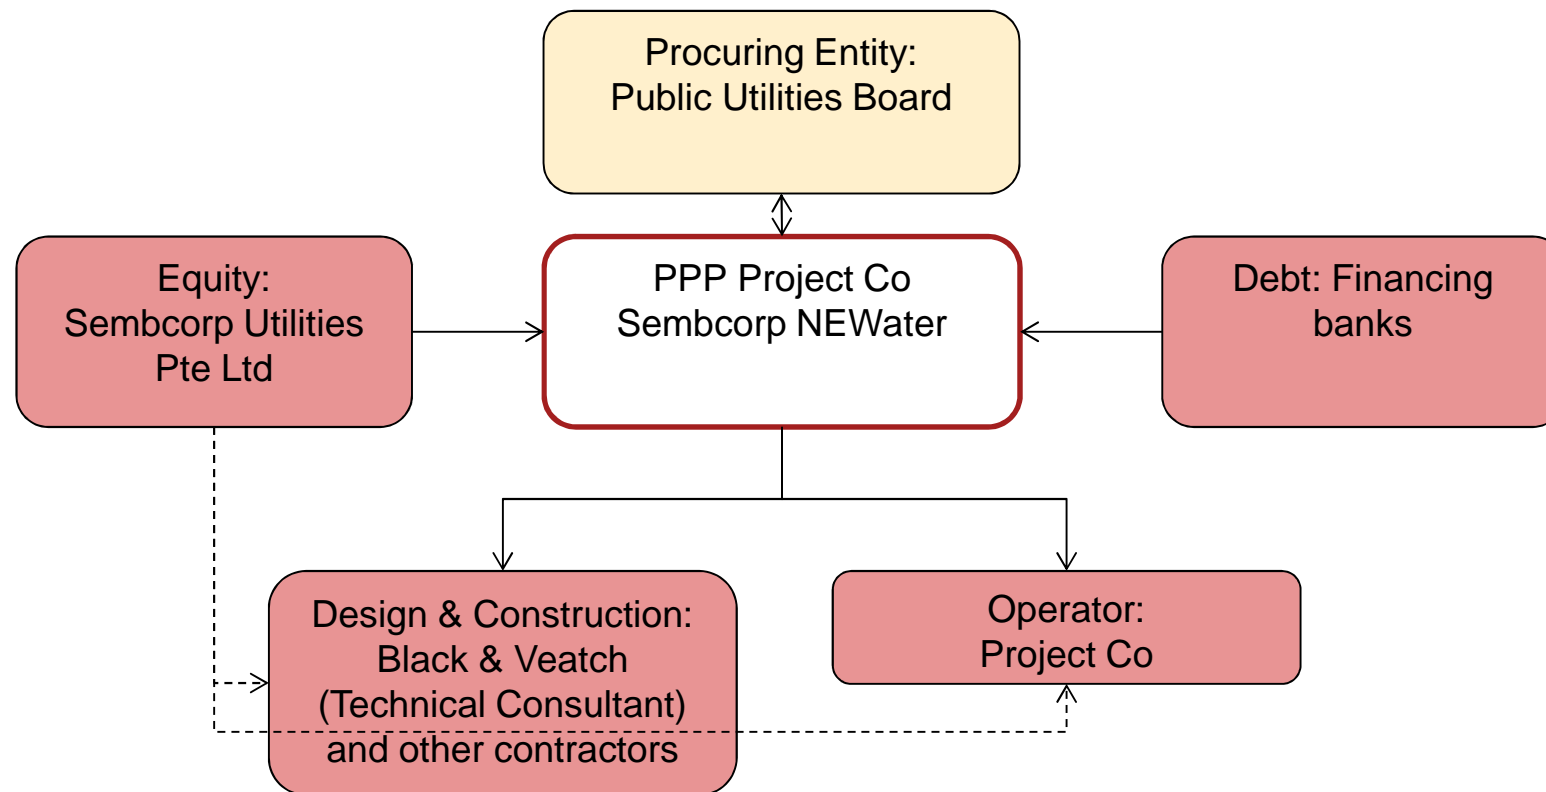 Procuring Entity:
Public Utilities Board
Equity:
Sembcorp Utilities
Pte Ltd
PPP Project Co
Sembcorp NEWater
Debt: Financing
banks
Design & Construction:
Black & Veatch
(Technical Consultant)
and other contractors
Operator:
Project Co